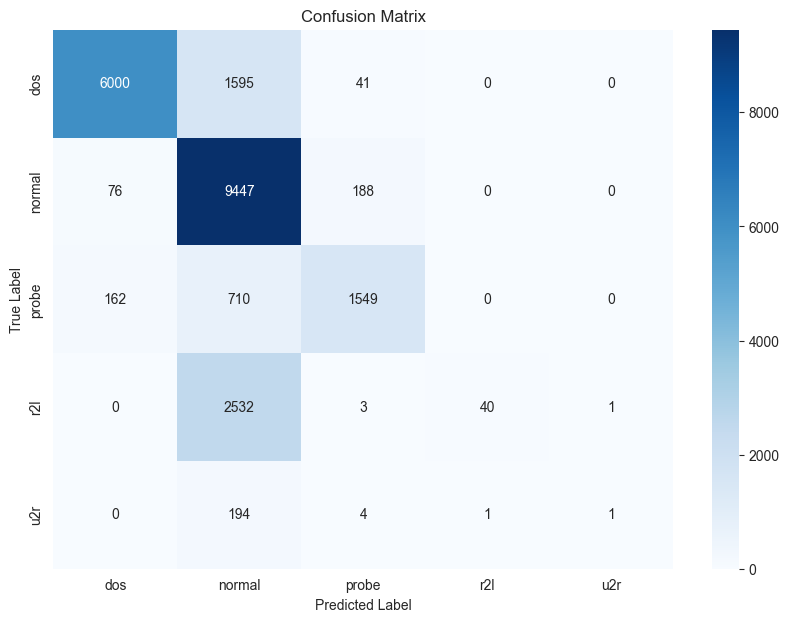 Confusion Matrix
dos 6000 1595 41 0 0
normal 76 9447 188 0 0
probe 162 710 1549 0 0
r2l 0 2532 3 40 1
u2r 0 194 4 1 1
dos normal probe r2l u2r
Predicted Label
True Label
8000
6000
4000
2000
0